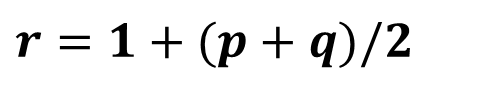 r = 1 + (p + q)/2